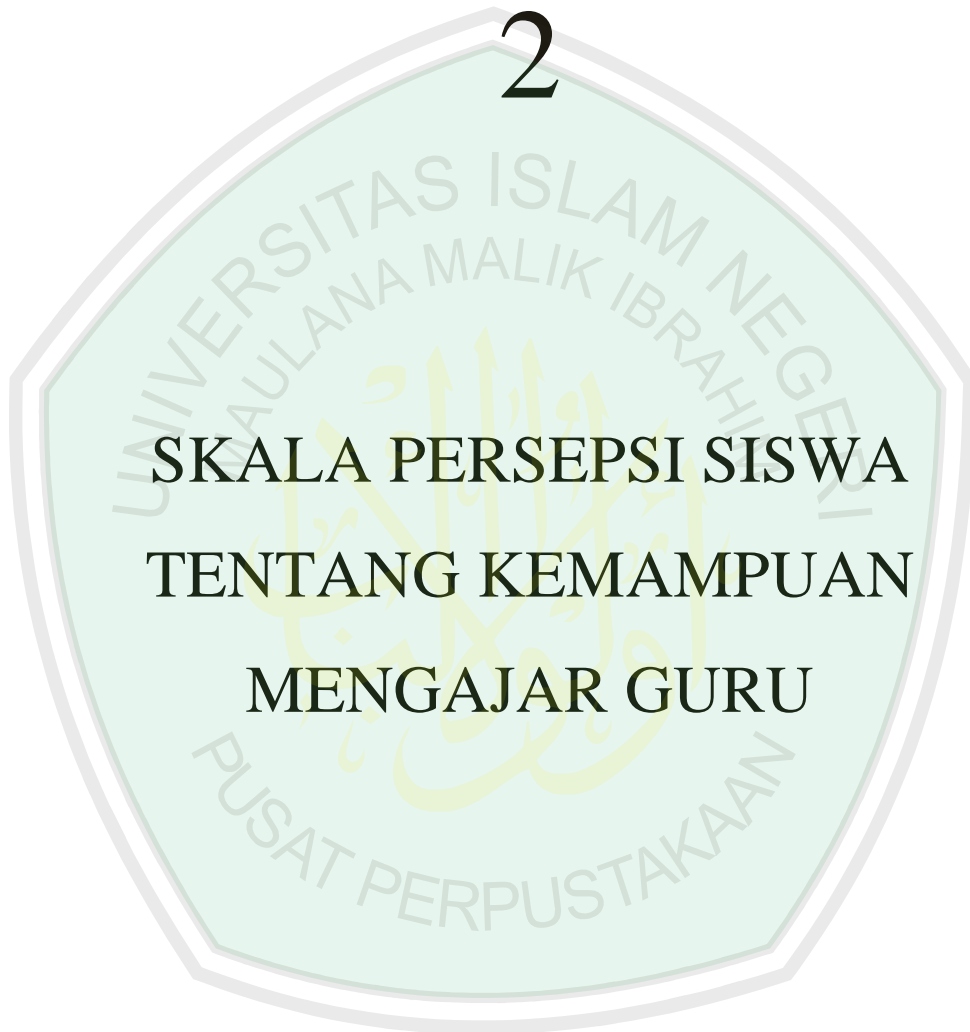 2
UNIVERSITAS ISLAM NEGERI
MAULANA MALIK IBRAHIM
SKALA PERSEPSI SISWA
TENTANG KEMAMPUAN
MENGAJAR GURU
PUSAT PERPUSTAKAAN